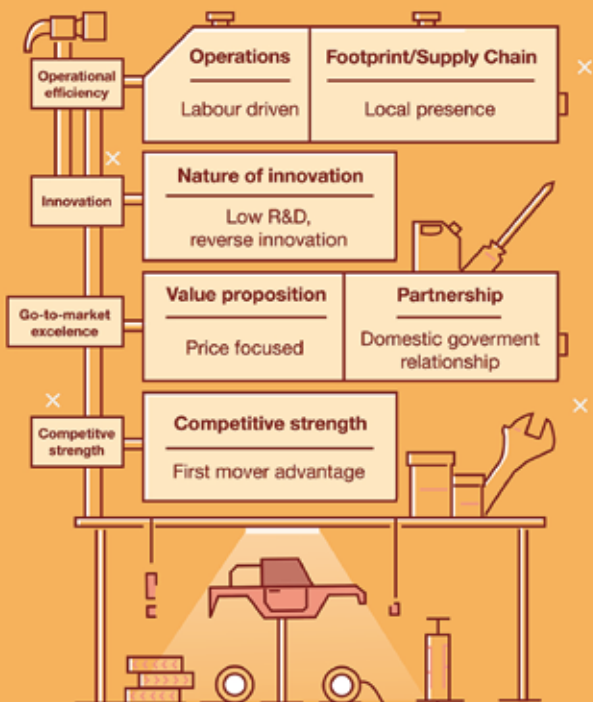 Operational
efficiency
Operations
Labour driven
Footprint/Supply Chain
Local presence
Innovation
Nature of innovation
Low R&D,
reverse innovation
Go-to-market
excelence
Value proposition
Price focused
Partnership
Domestic goverment
relationship
Competitve
strength
Competitive strength
First mover advantage